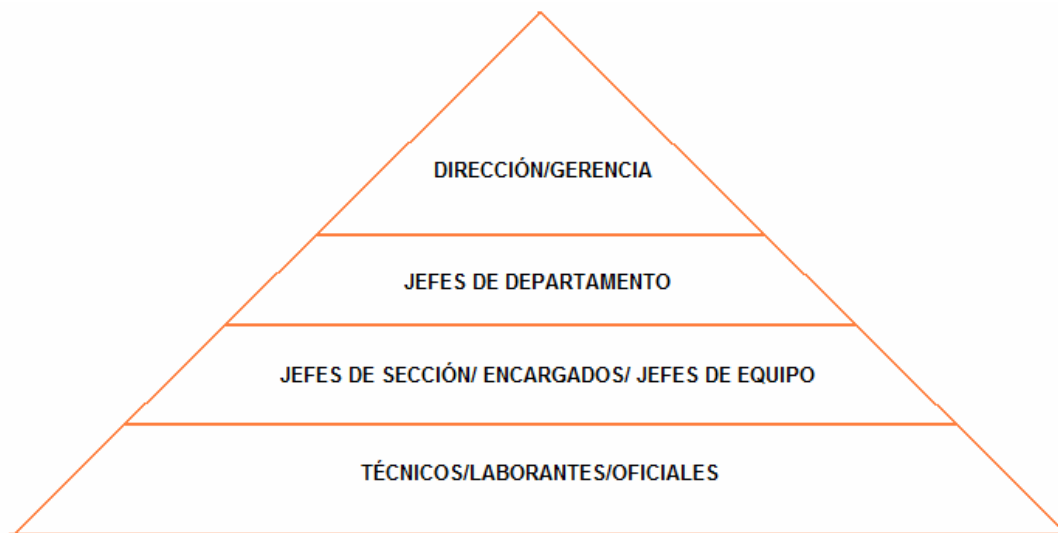 DIRECCIÓN/GERENCIA
JEFES DE DEPARTAMENTO
JEFES DE SECCIÓN/ ENCARGADOS/ JEFES DE EQUIPO
TÉCNICOS/LABORANTES/OFICIALES